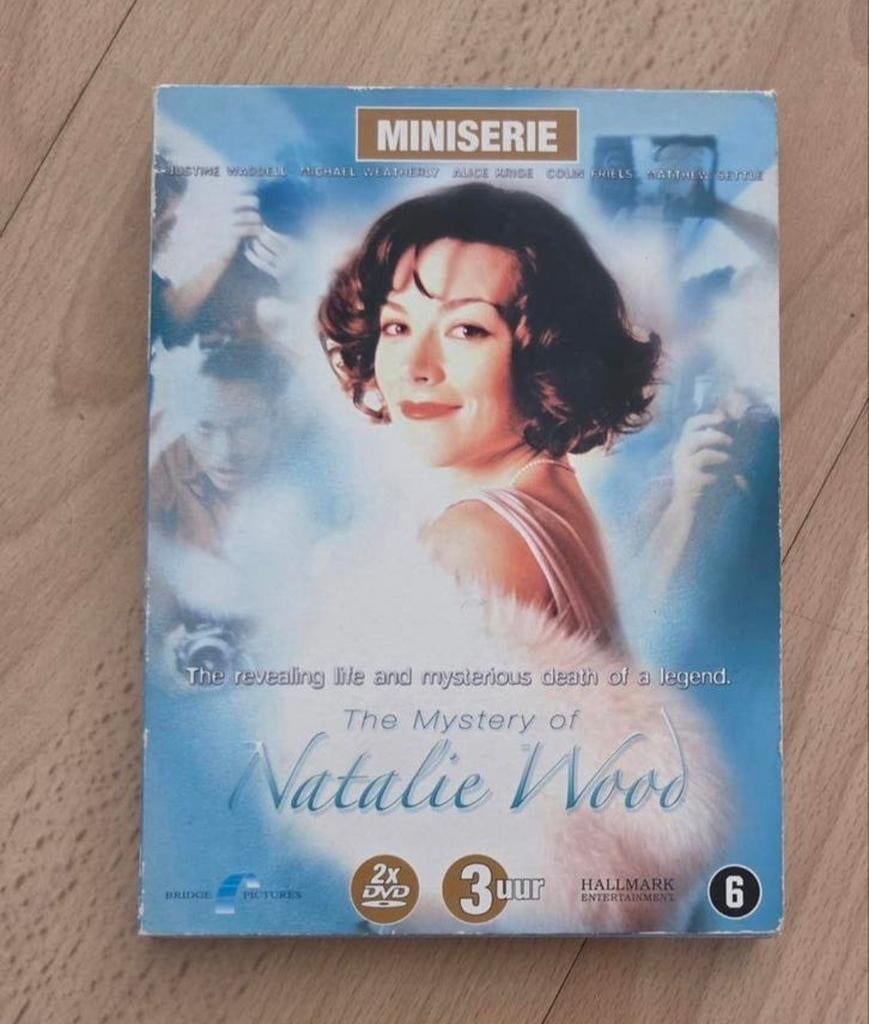 MINISERIE
JUSTINE WADDELL MICHAEL WEATHERLY ALICE KRIGE COLIN FRIELS MATTHEW SETTLE
The revealing life and mysterious death of a legend.
The Mystery of
Natalie Wood
BRIDGE PICTURES
2x
DVD
3 uur
HALLMARK
ENTERTAINMENT
6